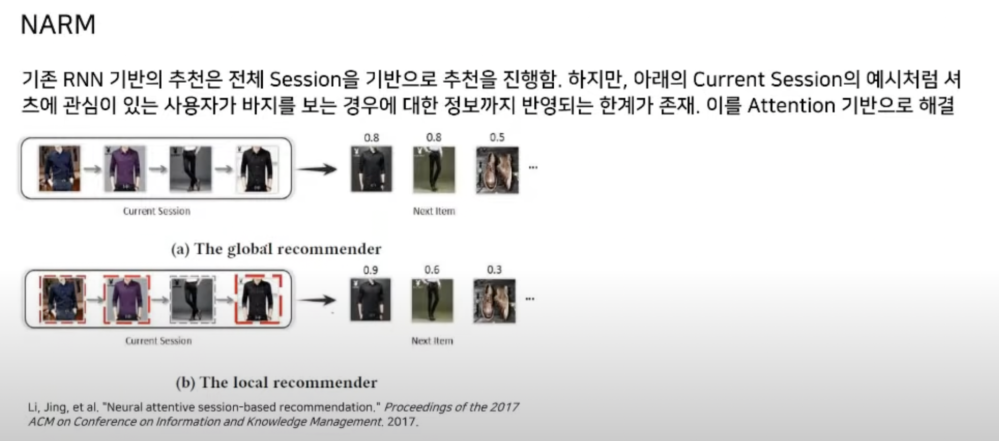 NARM
기존 RNN 기반의 추천은 전체 Session을 기반으로 추천을 진행함. 하지만, 아래의 Current Session의 예시처럼 셔
츠에 관심이 있는 사용자가 바지를 보는 경우에 대한 정보까지 반영되는 한계가 존재. 이를 Attention 기반으로 해결
0.8 0.8 0.5
...
Current Session Next Item
(a) The global recommender
0.9 0.6 0.3
...
Current Session Next Item
(b) The local recommender
Li, Jing, et al. "Neural attentive session-based recommendation." Proceedings of the 2017
ACM on Conference on Information and Knowledge Management. 2017.